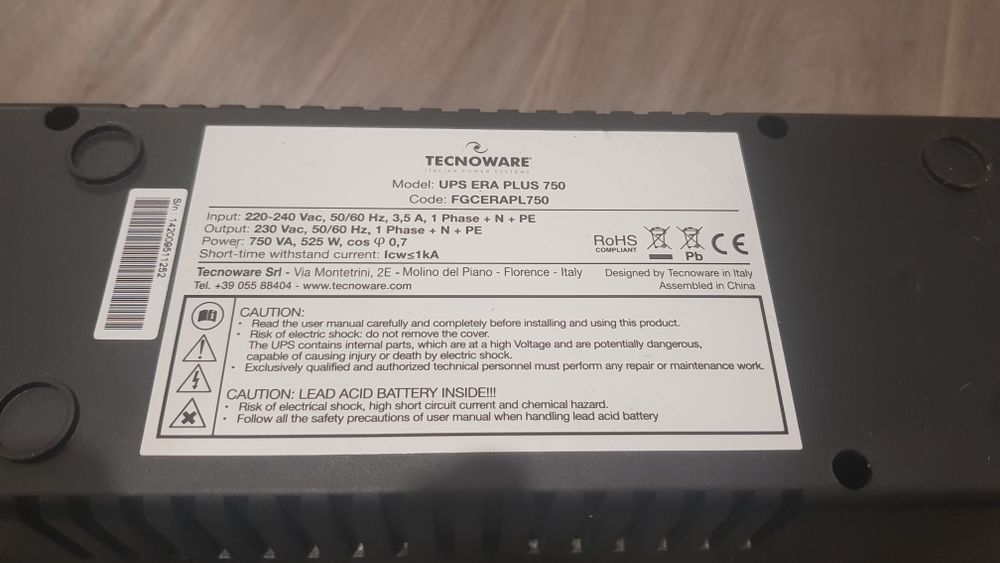 TECNOWARE
ITALIAN POWER SYSTEMS
Model: UPS ERA PLUS 750
Code: FGCERAPL750
Input: 220-240 Vac, 50/60 Hz, 3,5 A, 1 Phase + N + PE
Output: 230 Vac, 50/60 Hz, 1 Phase + N + PE
Power: 750 VA, 525 W, cos φ 0,7
Short-time withstand current: Icw≤1kA
RoHS
COMPLIANT
Pb
CE
Tecnoware Srl - Via Montetrini, 2E - Molino del Piano - Florence - Italy
Tel. +39 055 88404 - www.tecnoware.com
Designed by Tecnoware in Italy
Assembled in China
S/n : 142009511252
CAUTION:
• Read the user manual carefully and completely before installing and using this product.
• Risk of electric shock: do not remove the cover.
The UPS contains internal parts, which are at a high Voltage and are potentially dangerous,
capable of causing injury or death by electric shock.
• Exclusively qualified and authorized technical personnel must perform any repair or maintenance work.
CAUTION: LEAD ACID BATTERY INSIDE!!!
• Risk of electrical shock, high short circuit current and chemical hazard.
• Follow all the safety precautions of user manual when handling lead acid battery